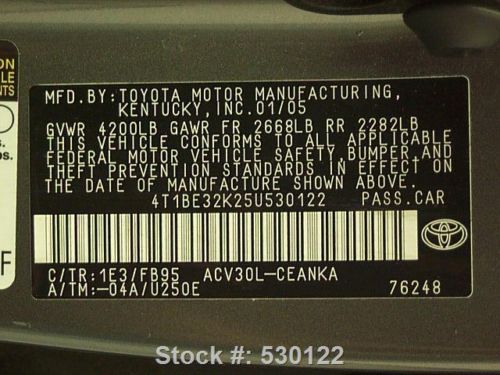 MFD.BY:TOYOTA MOTOR MANUFACTURING,
KENTUCKY, INC.01/05
GVWR 4200LB GAWR FR 2668LB RR 2282LB
THIS VEHICLE CONFORMS TO ALL APPLICABLE
FEDERAL MOTOR VEHICLE SAFETY,BUMPER,AND
THEFT PREVENTION STANDARDS IN EFFECT ON
THE DATE OF MANUFACTURE SHOWN ABOVE.
4T1BE32K25U530122 PASS.CAR
C/TR:1E3/FB95 ACV30L-CEANKA
A/TM:-04A/U250E 76248
Stock #: 530122